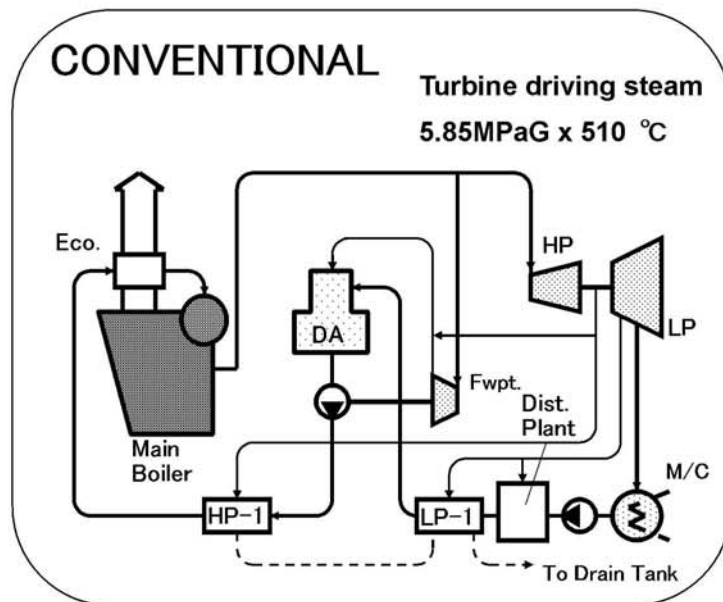 CONVENTIONAL
Turbine driving steam
5.85MPaG x 510 ℃
Eco.
HP
LP
DA
Fwpt.
Dist.
Plant
Main
Boiler
M/C
HP-1
LP-1
To Drain Tank